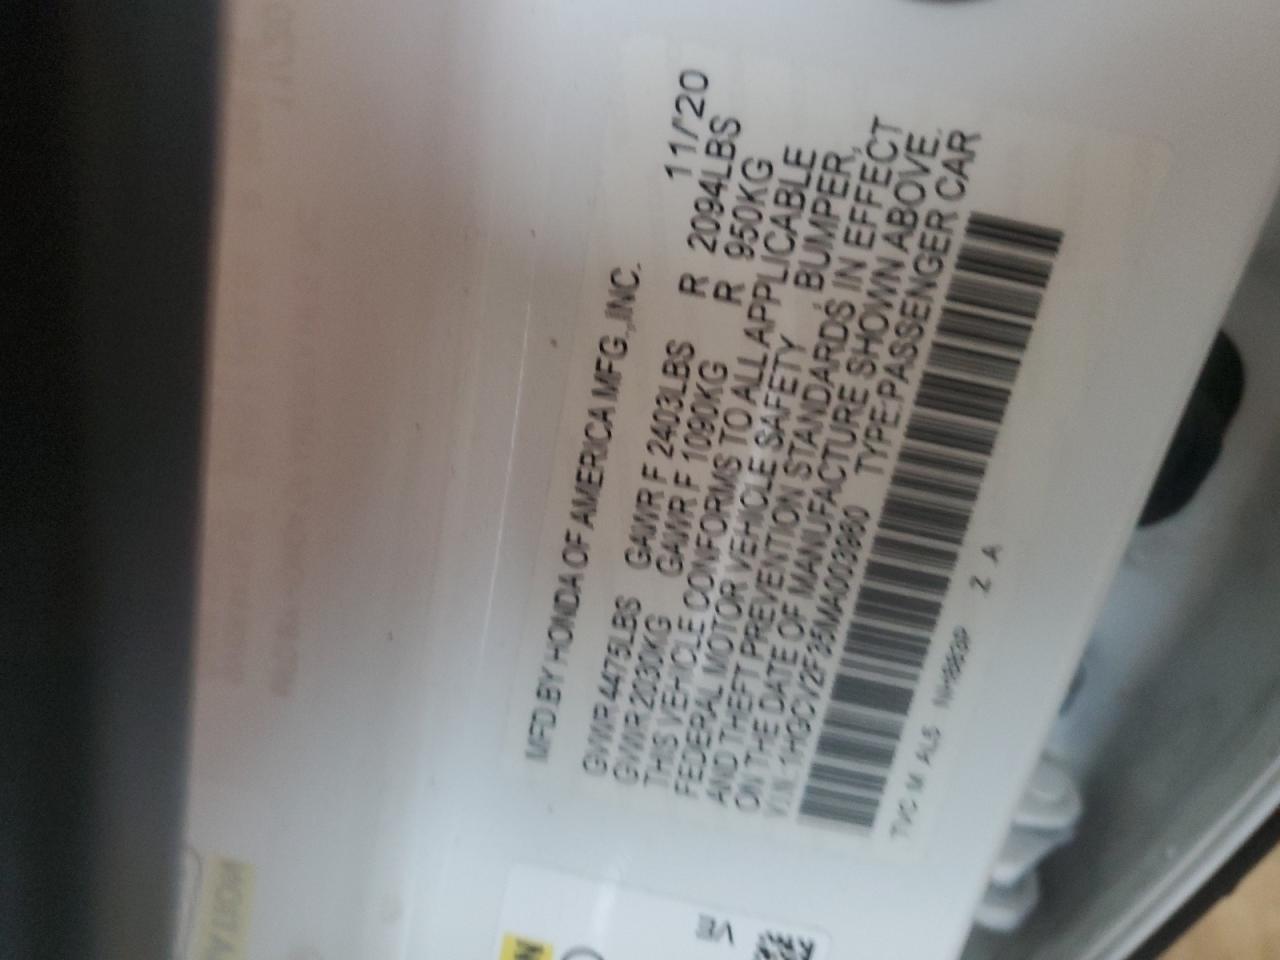 MFD.BY HONDA OF AMERICA MFG.,INC. 11/'20
GVWR 4475LBS GAWR F 2403LBS R 2094LBS
GVWR 2030KG GAWR F 1090KG R 950KG
THIS VEHICLE CONFORMS TO ALL APPLICABLE
FEDERAL MOTOR VEHICLE SAFETY, BUMPER,
AND THEFT PREVENTION STANDARDS IN EFFECT
ON THE DATE OF MANUFACTURE SHOWN ABOVE.
V.I.N.: TYPE:PASSENGER CAR
TVC M AL5 Z A